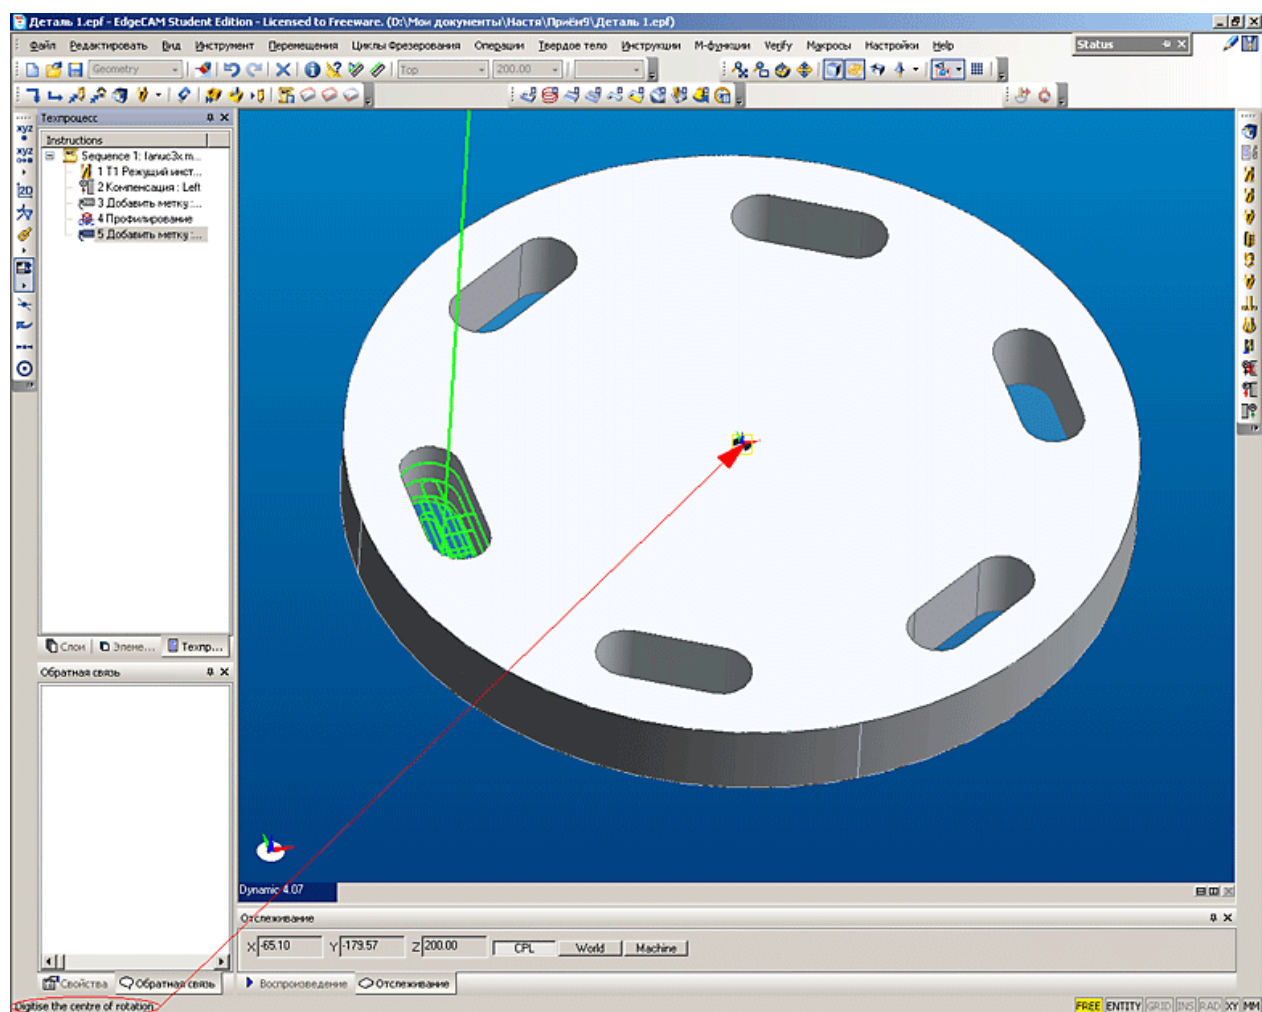 Деталь 1.epf - EdgeCAM Student Edition - Licensed to Freeware. (D:\Мои документы\Настя\Приём9\Деталь 1.epf)
Файл Редактировать Вид Инструмент Перемещения Циклы Фрезерования Операции Твердое тело Инструкции М-функции Verify Макросы Настройки Help
Status
Geometry Top 200.00
Техпроцесс
Instructions
Sequence 1: fanuc3x m...
1 T1 Режущий инст...
2 Компенсация : Left
3 Добавить метку :...
4 Профилирование
5 Добавить метку :...
xyz
xyz
2D
Слои Элеме... Техпр...
Обратная связь
Dynamic 4.07
Отслеживание
X -65.10 Y -179.57 Z 200.00 CPL World Machine
Свойства Обратная связь Воспроизведение Отслеживание
Digitise the centre of rotation
FREE ENTITY GRID INS RAD XY MM